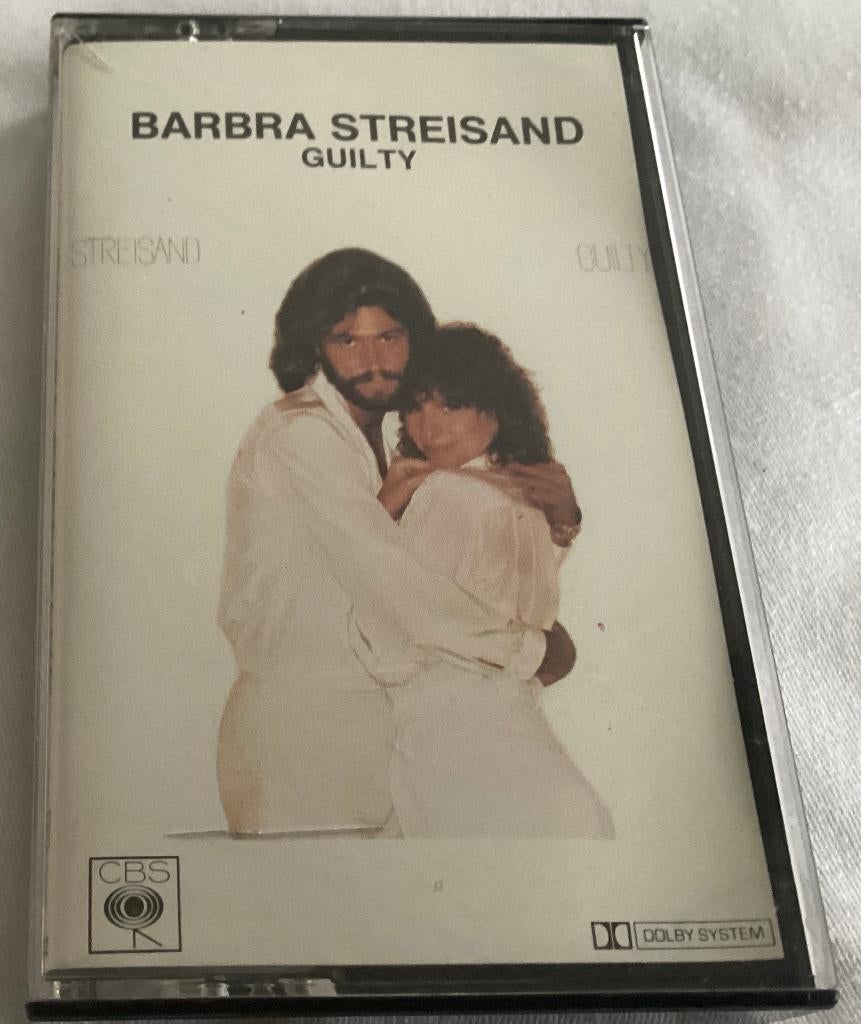 BARBRA STREISAND
GUILTY
STREISAND GUILTY
CBS
DOLBY SYSTEM